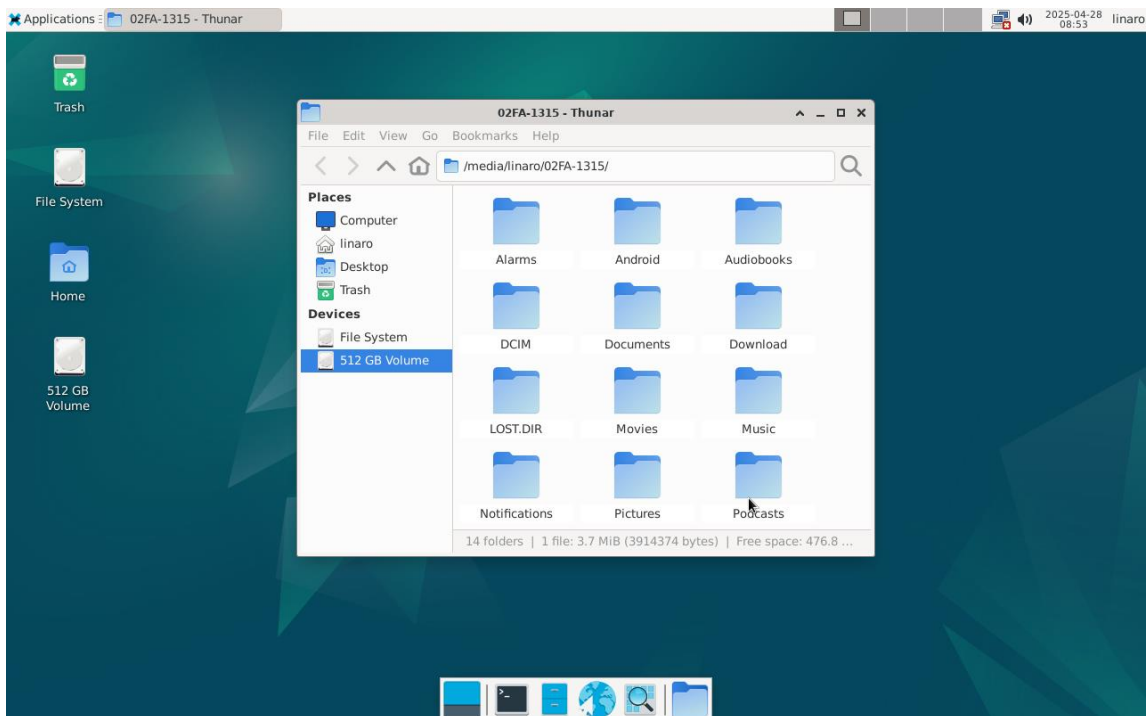 Applications
02FA-1315 - Thunar
2025-04-28
08:53
linaro
Trash
File System
Home
512 GB
Volume
02FA-1315 - Thunar
File Edit View Go Bookmarks Help
/media/linaro/02FA-1315/
Places
Computer
linaro
Desktop
Trash
Devices
File System
512 GB Volume
Alarms Android Audiobooks
DCIM Documents Download
LOST.DIR Movies Music
Notifications Pictures Podcasts
14 folders | 1 file: 3.7 MiB (3914374 bytes) | Free space: 476.8 ...